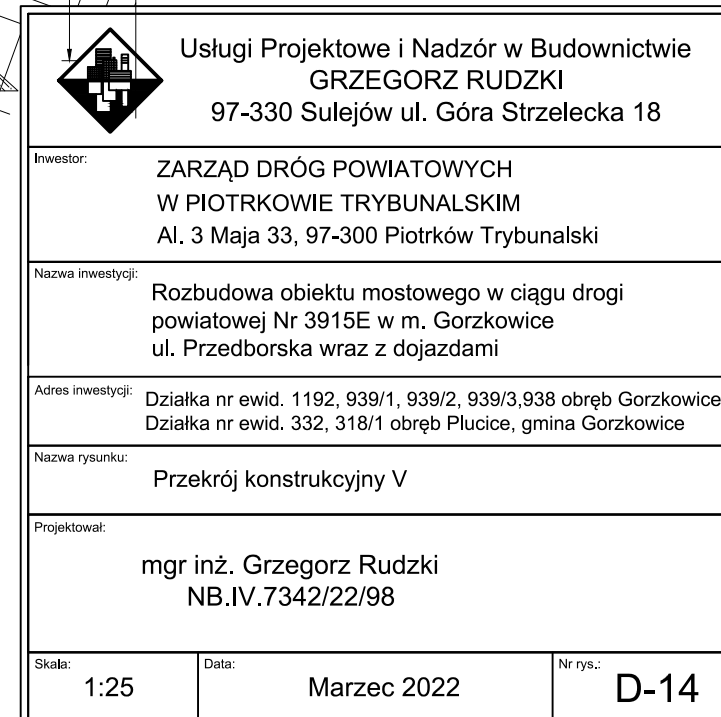 Usługi Projektowe i Nadzór w Budownictwie
GRZEGORZ RUDZKI
97-330 Sulejów ul. Góra Strzelecka 18
Inwestor:
ZARZĄD DRÓG POWIATOWYCH
W PIOTRKOWIE TRYBUNALSKIM
Al. 3 Maja 33, 97-300 Piotrków Trybunalski
Nazwa inwestycji:
Rozbudowa obiektu mostowego w ciągu drogi
powiatowej Nr 3915E w m. Gorzkowice
ul. Przedborska wraz z dojazdami
Adres inwestycji:
Działka nr ewid. 1192, 939/1, 939/2, 939/3,938 obręb Gorzkowice
Działka nr ewid. 332, 318/1 obręb Plucice, gmina Gorzkowice
Nazwa rysunku:
Przekrój konstrukcyjny V
Projektował:
mgr inż. Grzegorz Rudzki
NB.IV.7342/22/98
Skala:
1:25
Data:
Marzec 2022
Nr rys.:
D-14